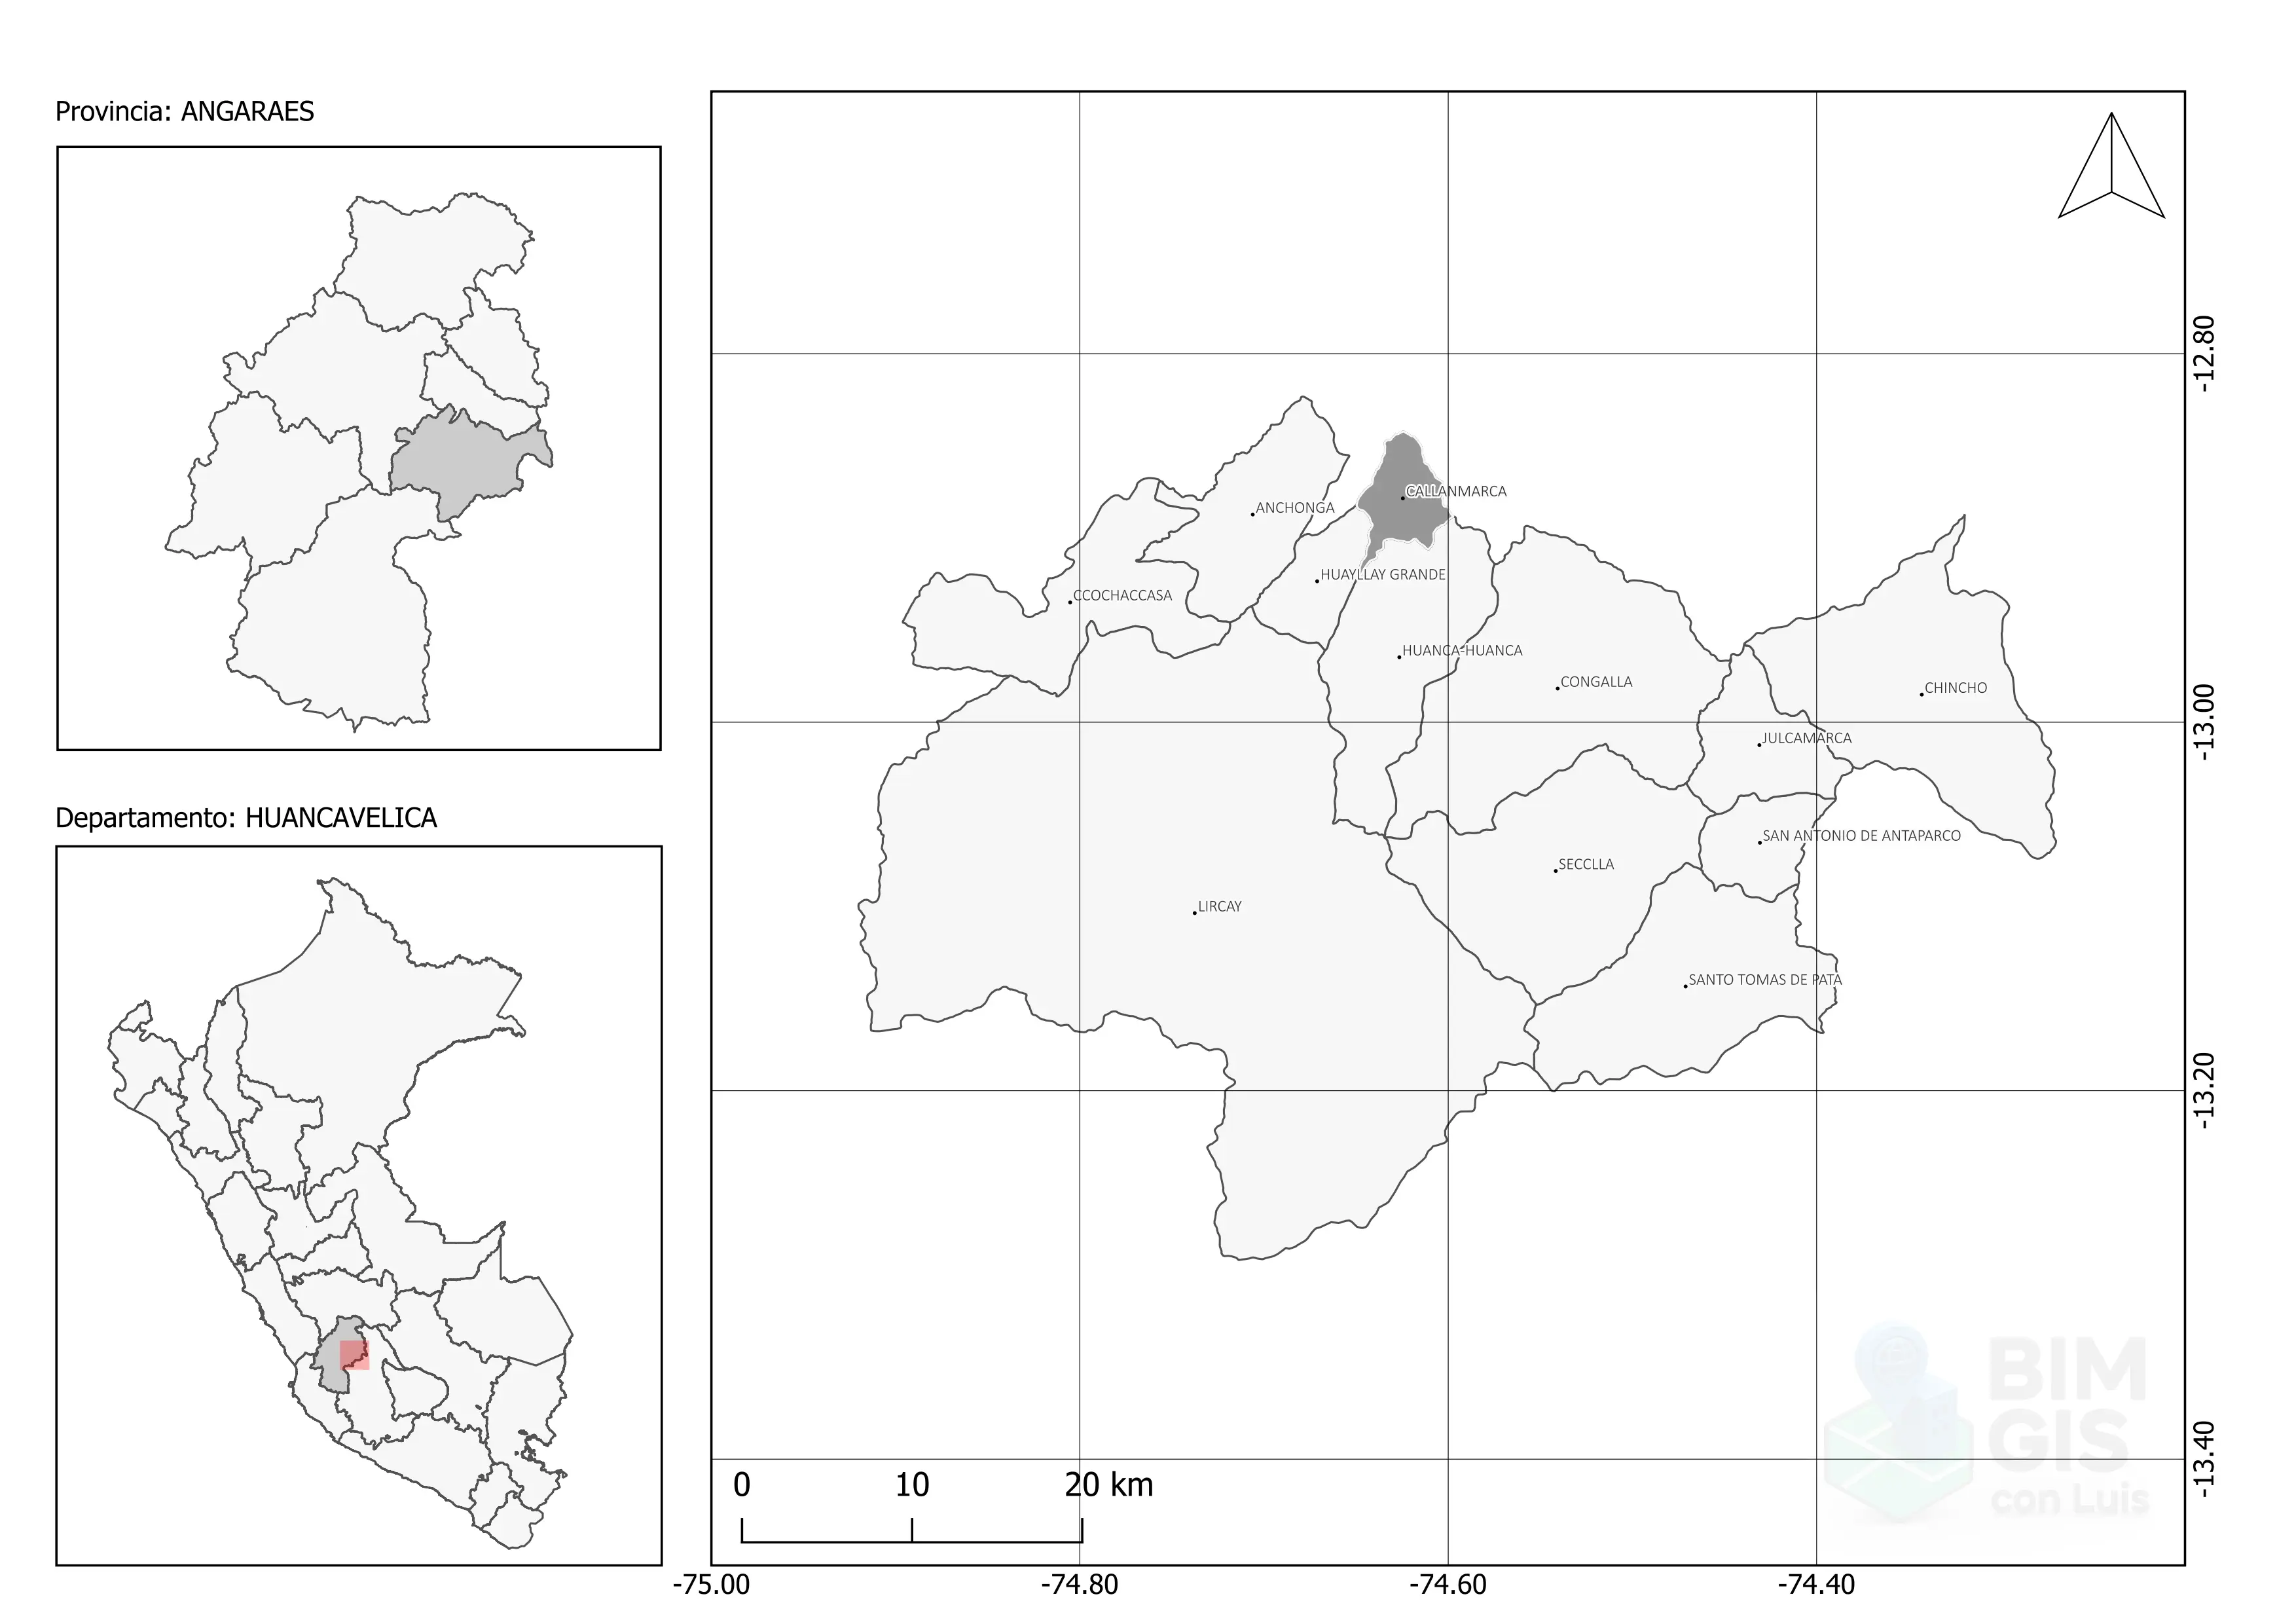 Provincia: ANGARAES
Departamento: HUANCAVELICA
CALLANMARCA
ANCHONGA
HUAYLLAY GRANDE
CCOCHACCASA
HUANCA-HUANCA
CONGALLA
CHINCHO
JULCAMARCA
SAN ANTONIO DE ANTAPARCO
SECCLLA
LIRCAY
SANTO TOMAS DE PATA
-12.80
-13.00
-13.20
-13.40
BIM
GIS
con Luis
0 10 20 km
-75.00 -74.80 -74.60 -74.40